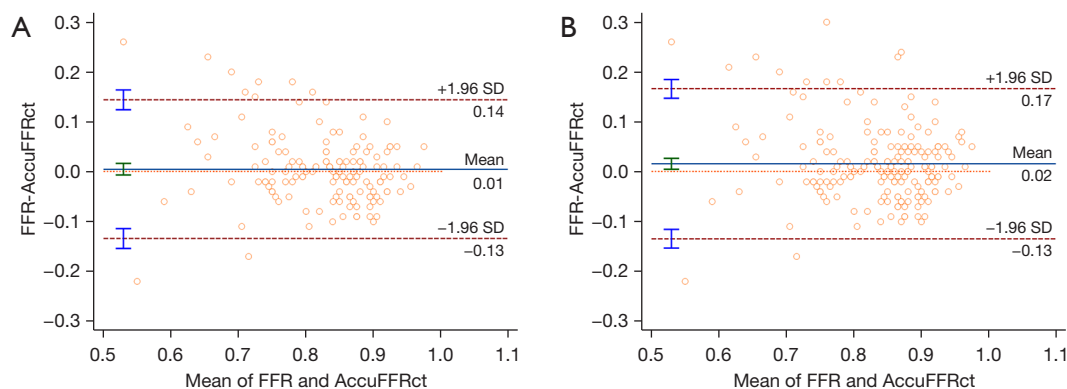 A
FFR-AccuFFRct
0.3
0.2
0.1
0.0
−0.1
−0.2
−0.3
+1.96 SD
0.14
Mean
0.01
−1.96 SD
−0.13
0.5 0.6 0.7 0.8 0.9 1.0 1.1
Mean of FFR and AccuFFRct
B
FFR-AccuFFRct
0.3
0.2
0.1
0.0
−0.1
−0.2
−0.3
+1.96 SD
0.17
Mean
0.02
−1.96 SD
−0.13
0.5 0.6 0.7 0.8 0.9 1.0 1.1
Mean of FFR and AccuFFRct